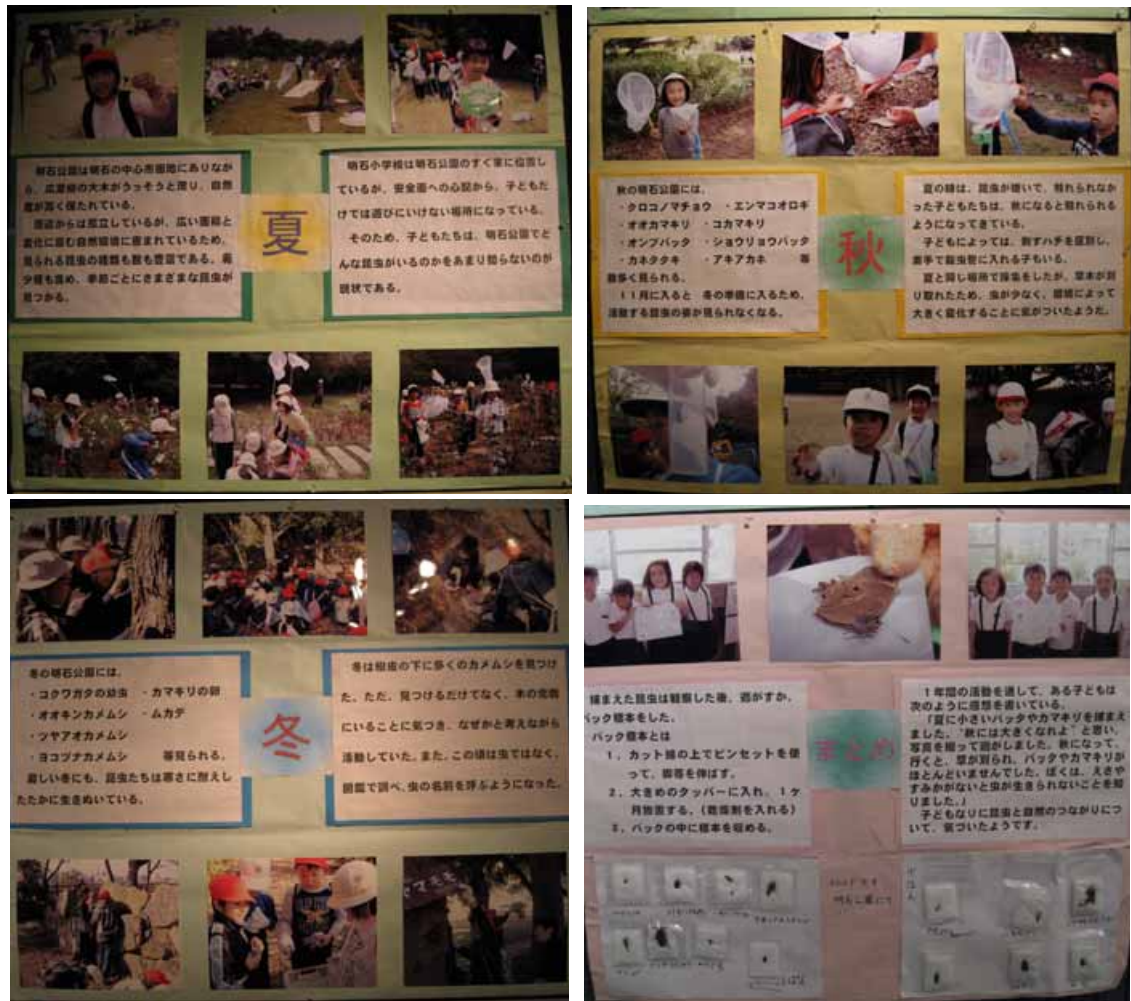 明石公園は明石の中心市街地にありなが
ら、広葉樹の大木がうっそうと茂り、自然
度が高く保たれている。
周辺からは孤立しているが、広い面積と
変化に富む自然環境に恵まれているため、
見られる昆虫の種類も数も豊富である。
季節ごとにさまざまな昆虫が
見つかる。
夏
明石小学校は明石公園のすぐ東に位置し
ているが、安全面への心配から、子どもだ
けでは遊びにいけない場所になっている。
そのため、子どもたちは、明石公園でど
んな昆虫がいるのかをあまり知らないのが
現状である。
秋の明石公園には、
・クロコノマチョウ ・エンマコオロギ
・オオカマキリ ・コカマキリ
・オンブバッタ ・ショウリョウバッタ
・カネタタキ ・アキアカネ 等
数多く見られる。
11月に入ると 冬の準備に入るため、
活動する昆虫の姿が見られなくなる。
秋
夏の時は、昆虫が怖いで、触れられなか
った子どもたちは、秋になると触れられる
ようになってきている。
子どもによっては、刺すハチを区別し、
素手で殺虫管に入れる子もいる。
夏と同じ場所で採集をしたが、草木が刈
り取れたため、虫が少なく、環境によって
大きく変化することに気がついたようだ。
冬の明石公園には、
・コクワガタの幼虫 ・カマキリの卵
・オオキンカメムシ ・ムカデ
・ツヤアオカメムシ
・ヨコヅナカメムシ 等見られる。
厳しい冬にも、昆虫たちは寒さに耐えし
たたかに生きぬいている。
冬
冬は樹皮の下に多くのカメムシを見つけ
た。ただ、見つけるだけでなく、木の南側
にいることに気づき、なぜかと考えながら
活動していた。また、この頃は虫ではなく、
図鑑で調べ、虫の名前を呼ぶようになった。
捕まえた昆虫は観察した後、逃がすか、
パック標本をした。
パック標本とは
1．カット綿の上でピンセットを使
って、脚等を伸ばす。
2．大きめのタッパーに入れ、1ヶ
月放置する。（乾燥剤を入れる）
3．パックの中に標本を収める。
まとめ
1年間の活動を通して、ある子どもは
次のように感想を書いている。
「夏に小さいバッタやカマキリを捕まえ
ました。“秋には大きくなれよ”と思い、
写真を撮って逃がしました。秋になって、
行くと、草が刈られ、バッタやカマキリが
ほとんどいませんでした。ぼくは、えさや
すみかがないと虫が生きられないことを知
りました。」
子どもなりに昆虫と自然のつながりにつ
いて、気づいたようです。